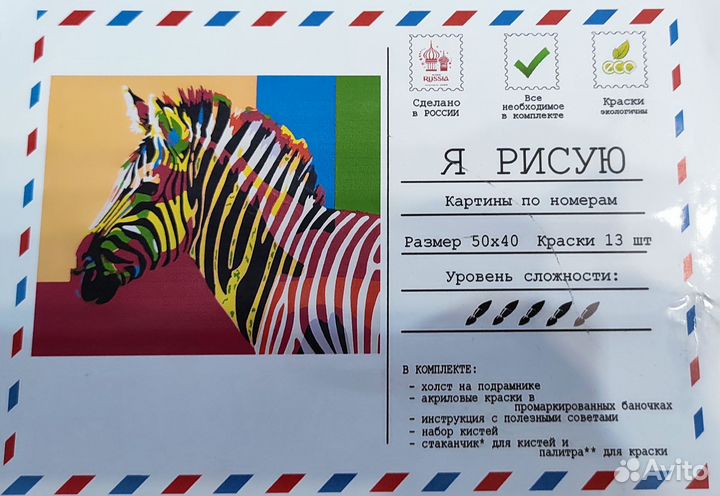 RUSSIA
eco
Сделано
в РОССИИ
Все
необходимое
в комплекте
Краски
экологичны
Я РИСУЮ
Картины по номерам
Размер 50х40 Краски 13 шт
Уровень сложности:
В КОМПЛЕКТЕ:
- холст на подрамнике
- акриловые краски в
промаркированных баночках
- инструкция с полезными советами
- набор кистей
- стаканчик* для кистей и
палитра** для краски
Avito